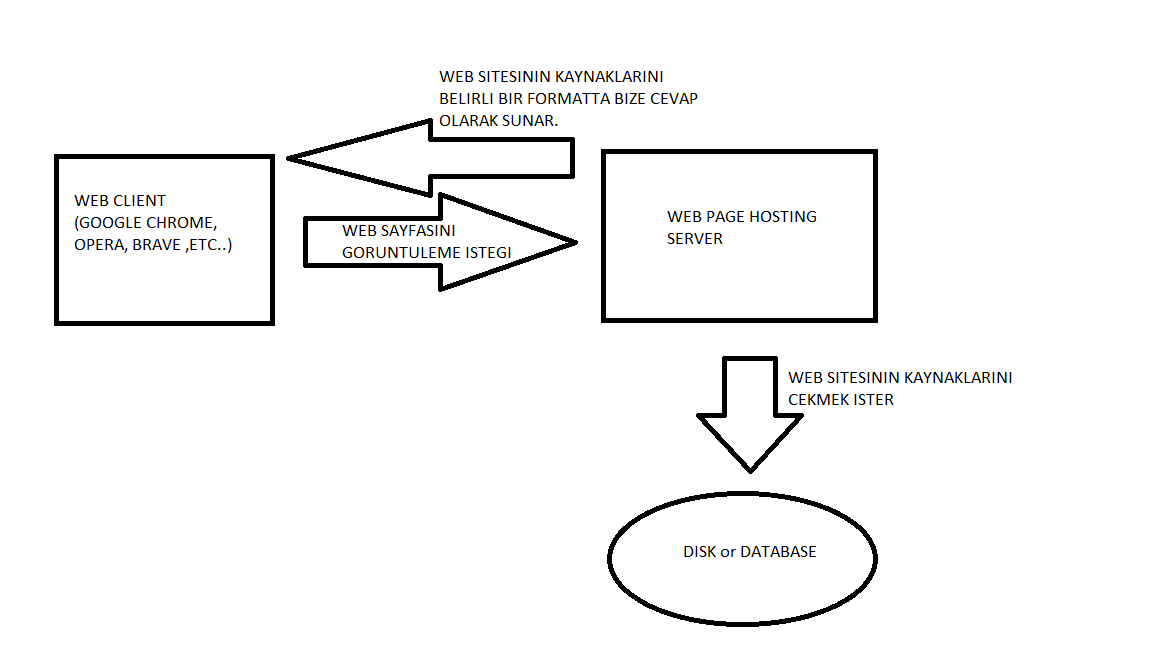 WEB SITESININ KAYNAKLARINI
BELIRLI BIR FORMATTA BIZE CEVAP
OLARAK SUNAR.
WEB CLIENT
(GOOGLE CHROME,
OPERA, BRAVE ,ETC..)
WEB SAYFASINI
GORUNTULEME ISTEGI
WEB PAGE HOSTING
SERVER
WEB SITESININ KAYNAKLARINI
CEKMEK ISTER
DISK or DATABASE